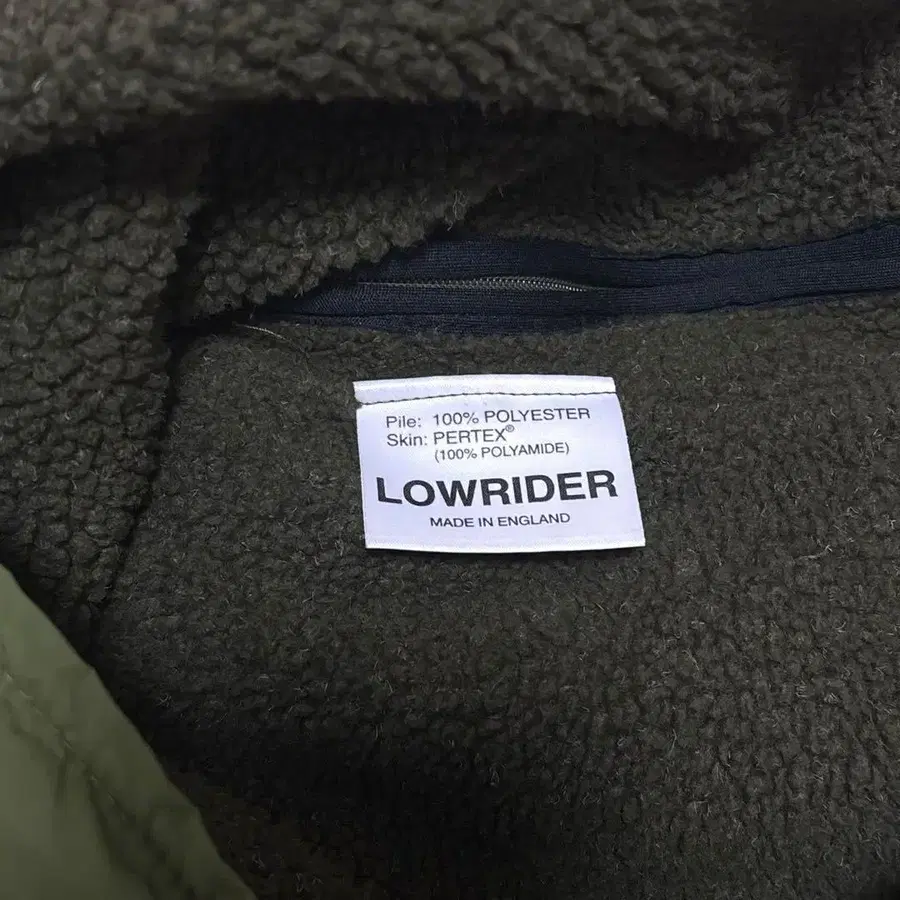 Pile: 100% POLYESTER
Skin: PERTEX®
(100% POLYAMIDE)
LOWRIDER
MADE IN ENGLAND